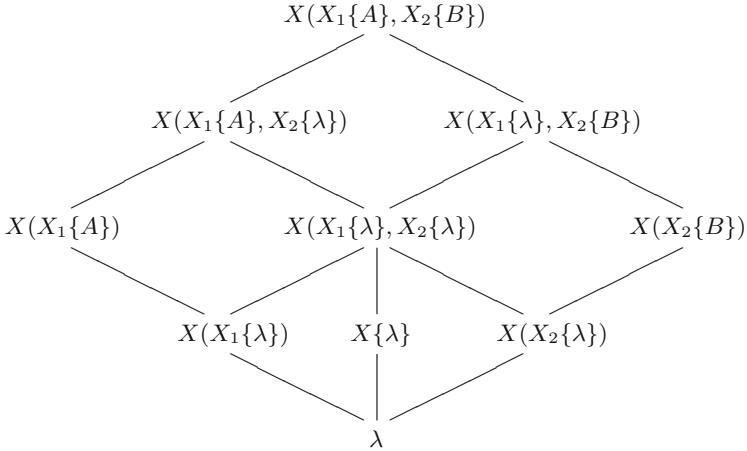 X(X₁{A}, X₂{B})
X(X₁{A}, X₂{λ}) X(X₁{λ}, X₂{B})
X(X₁{A}) X(X₁{λ}, X₂{λ}) X(X₂{B})
X(X₁{λ}) X{λ} X(X₂{λ})
λ